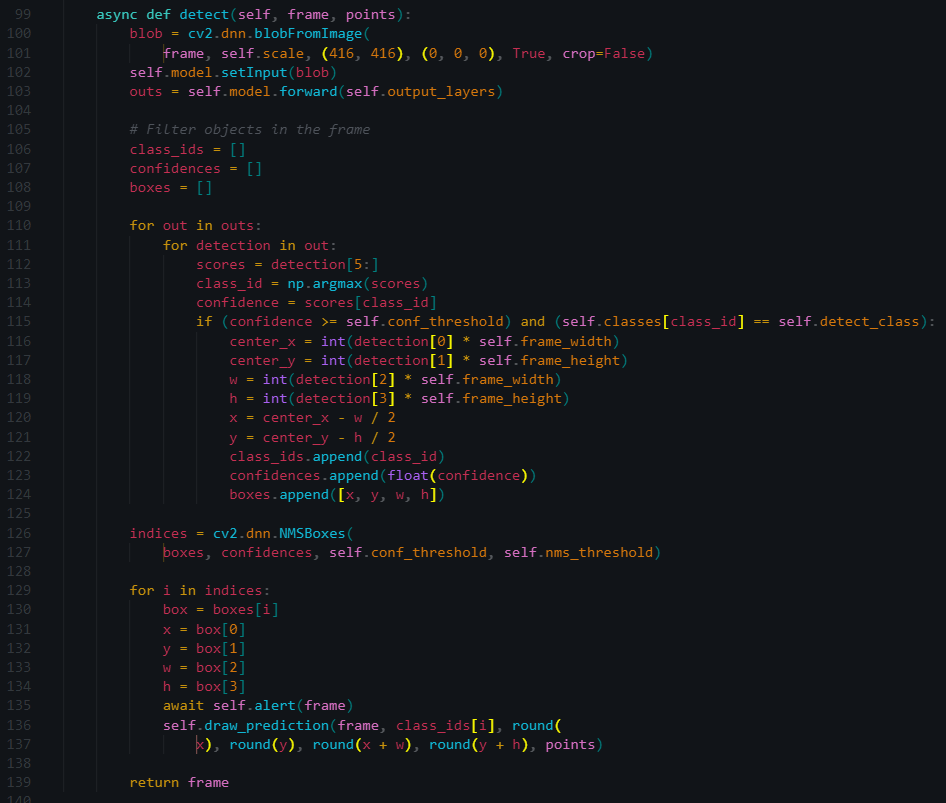 99 async def detect(self, frame, points):
100 blob = cv2.dnn.blobFromImage(
101 frame, self.scale, (416, 416), (0, 0, 0), True, crop=False)
102 self.model.setInput(blob)
103 outs = self.model.forward(self.output_layers)
104
105 # Filter objects in the frame
106 class_ids = []
107 confidences = []
108 boxes = []
109
110 for out in outs:
111 for detection in out:
112 scores = detection[5:]
113 class_id = np.argmax(scores)
114 confidence = scores[class_id]
115 if (confidence >= self.conf_threshold) and (self.classes[class_id] == self.detect_class):
116 center_x = int(detection[0] * self.frame_width)
117 center_y = int(detection[1] * self.frame_height)
118 w = int(detection[2] * self.frame_width)
119 h = int(detection[3] * self.frame_height)
120 x = center_x - w / 2
121 y = center_y - h / 2
122 class_ids.append(class_id)
123 confidences.append(float(confidence))
124 boxes.append([x, y, w, h])
125
126 indices = cv2.dnn.NMSBoxes(
127 boxes, confidences, self.conf_threshold, self.nms_threshold)
128
129 for i in indices:
130 box = boxes[i]
131 x = box[0]
132 y = box[1]
133 w = box[2]
134 h = box[3]
135 await self.alert(frame)
136 self.draw_prediction(frame, class_ids[i], round(
137 x), round(y), round(x + w), round(y + h), points)
138
139 return frame
140